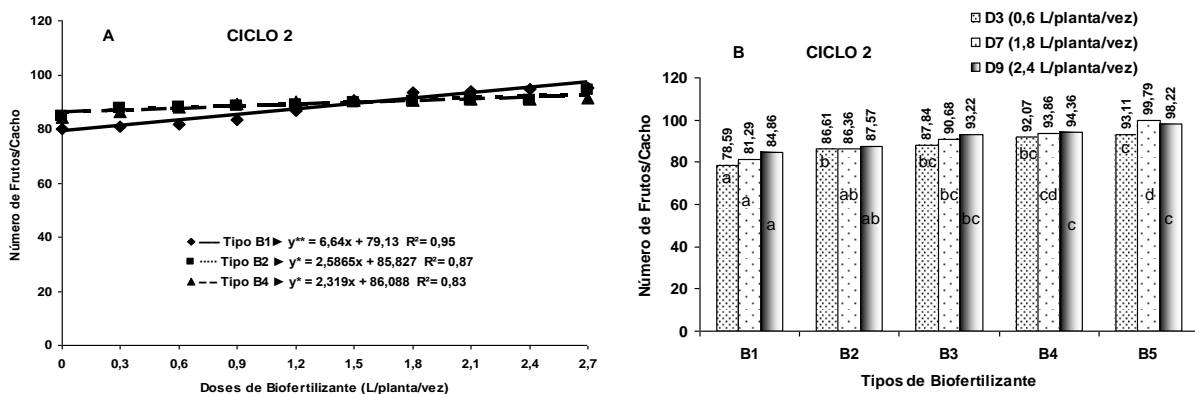 A
CICLO 2
Número de Frutos/Cacho
120
100
80
60
40
20
0
Tipo B1► y** = 6,64x + 79,13 R²= 0,95
Tipo B2 ► y* = 2,5865x + 85,827 R²= 0,87
Tipo B4 ► y* = 2,319x + 86,088 R²= 0,83
0 0,3 0,6 0,9 1,2 1,5 1,8 2,1 2,4 2,7
Doses de Biofertilizante (L/planta/vez)
D3 (0,6 L/planta/vez)
D7 (1,8 L/planta/vez)
D9 (2,4 L/planta/vez)
B
CICLO 2
Número de Frutos/Cacho
120
100
80
60
40
20
0
78,59 81,29 84,86 86,61 86,36 87,57 87,84 90,68 93,22 92,07 93,86 94,36 93,11 99,79 98,22
a a a b ab ab bc bc bc bc cd c c d c
B1 B2 B3 B4 B5
Tipos de Biofertilizante